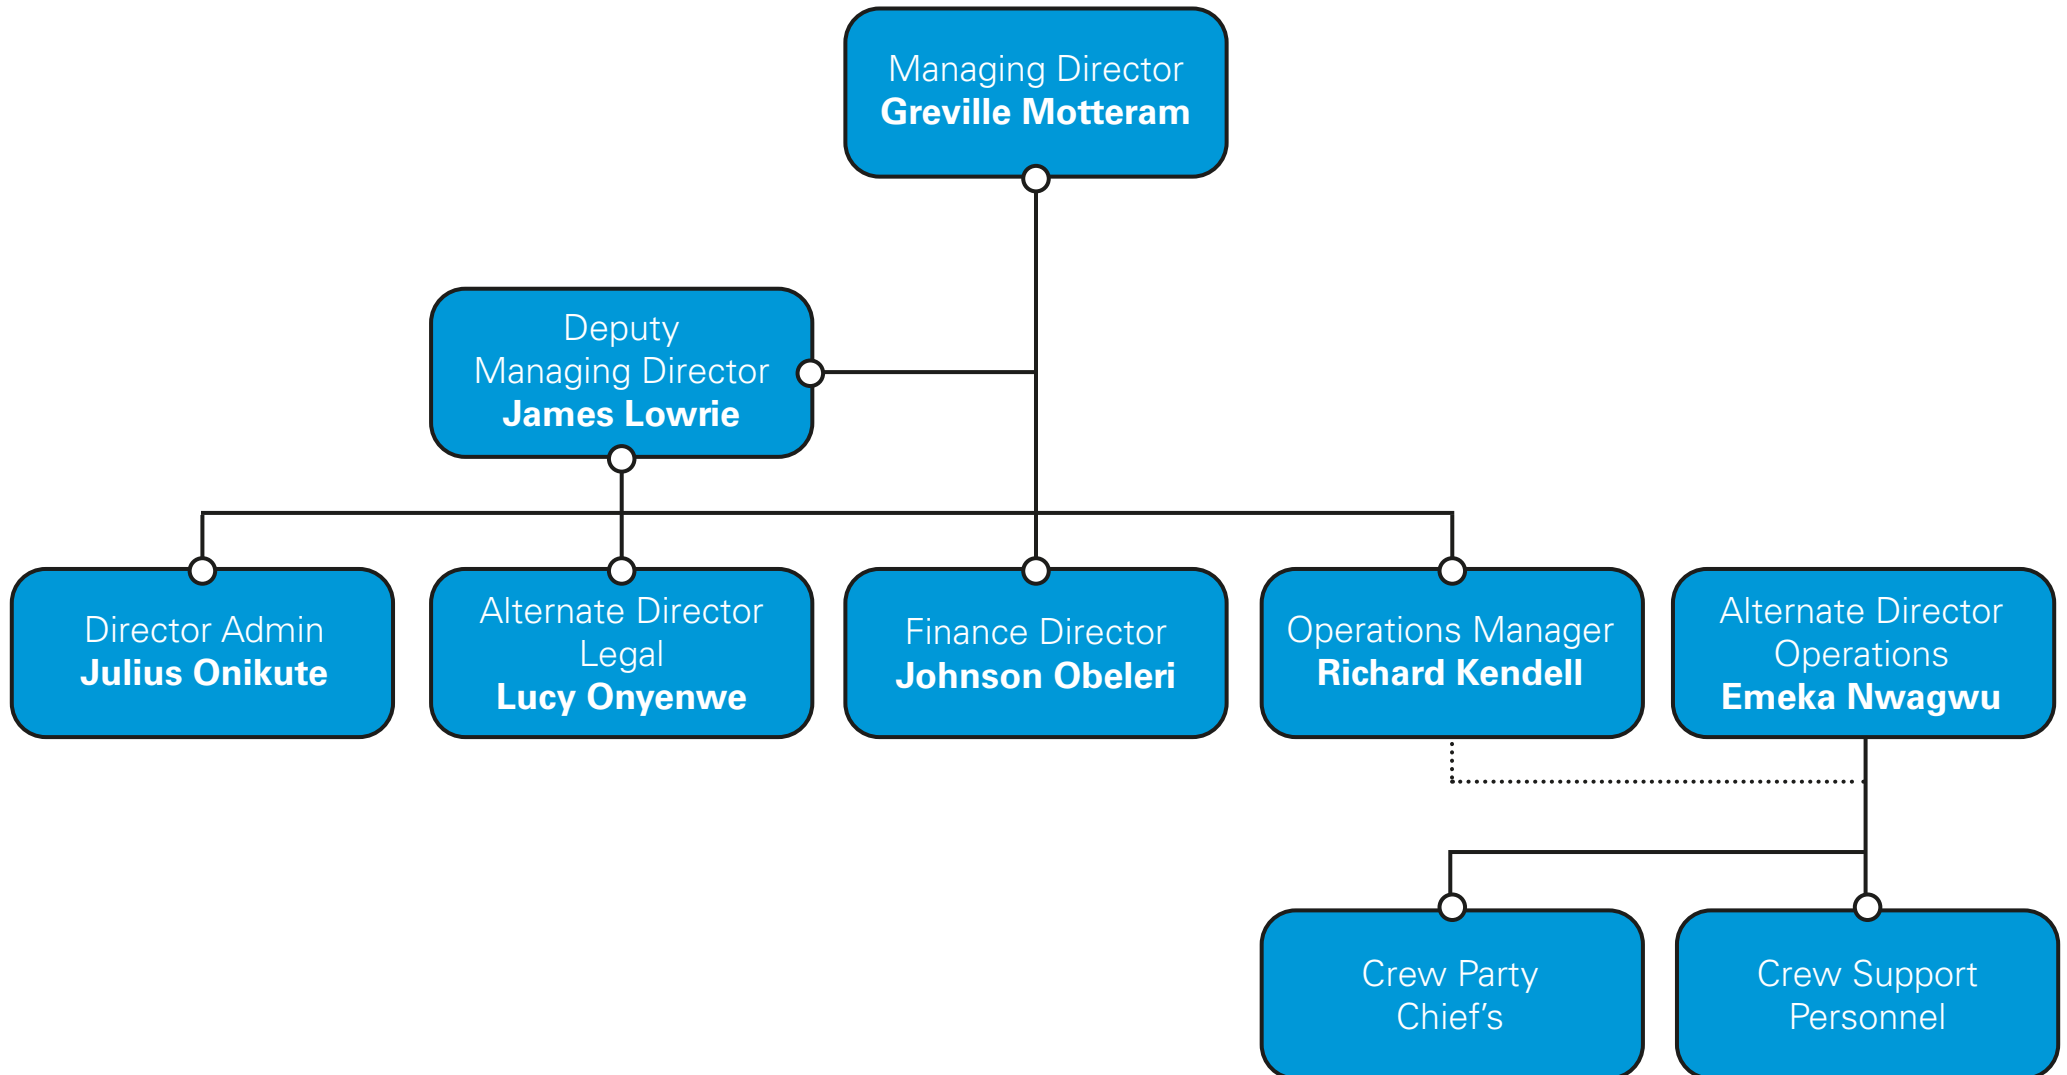 Managing Director
Greville Motteram
Deputy
Managing Director
James Lowrie
Director Admin
Julius Onikute
Alternate Director
Legal
Lucy Onyenwe
Finance Director
Johnson Obeleri
Operations Manager
Richard Kendell
Alternate Director
Operations
Emeka Nwagwu
Crew Party
Chief’s
Crew Support
Personnel